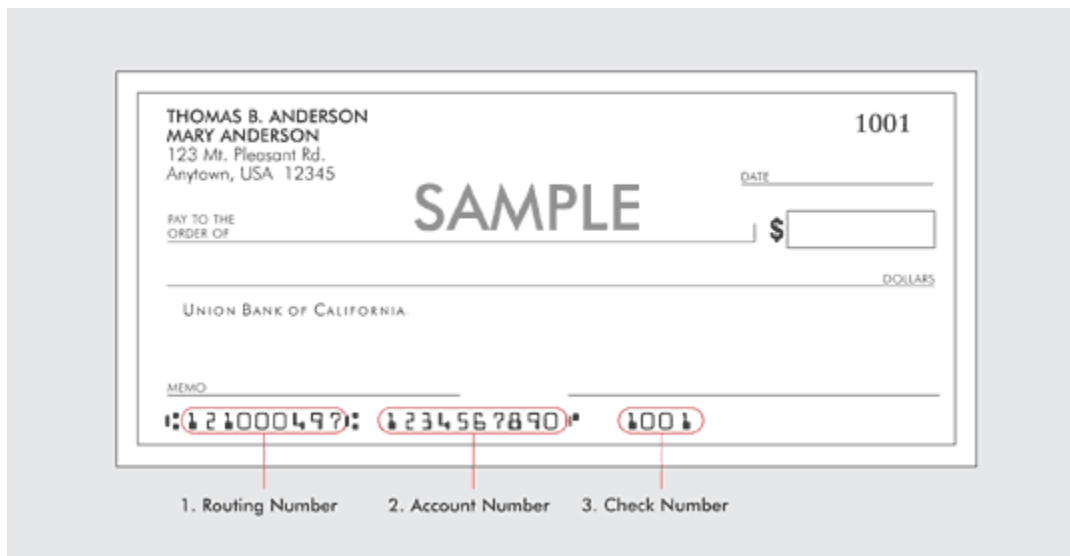 THOMAS B. ANDERSON
MARY ANDERSON
123 Mt. Pleasant Rd.
Anytown, USA 12345
1001
DATE
SAMPLE
PAY TO THE
ORDER OF
$
DOLLARS
UNION BANK OF CALIFORNIA
MEMO
⑆121000497⑆ 1234567890⑈ 1001
1. Routing Number 2. Account Number 3. Check Number